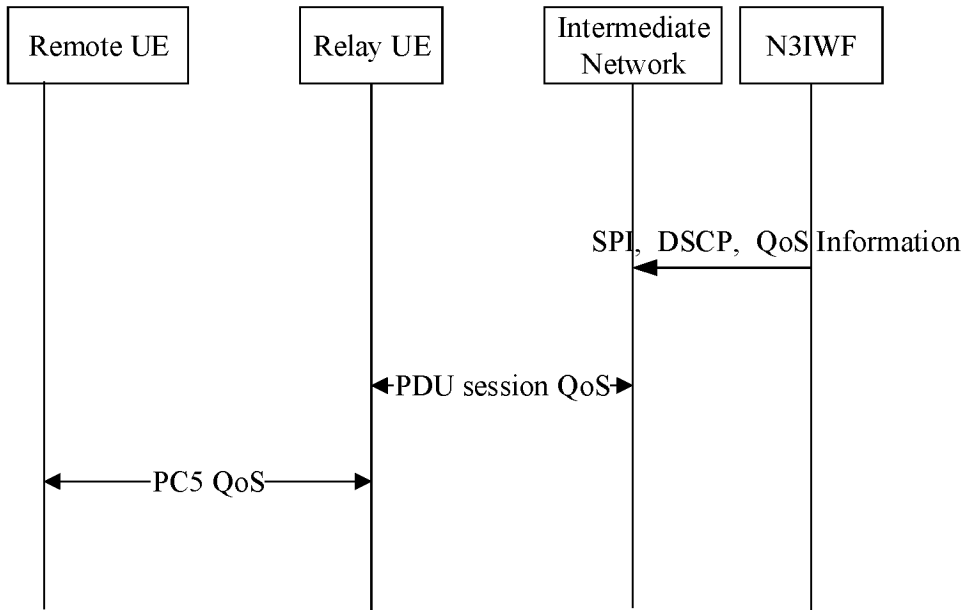 Remote UE
Relay UE
Intermediate
Network
N3IWF
SPI, DSCP, QoS Information
PDU session QoS
PC5 QoS